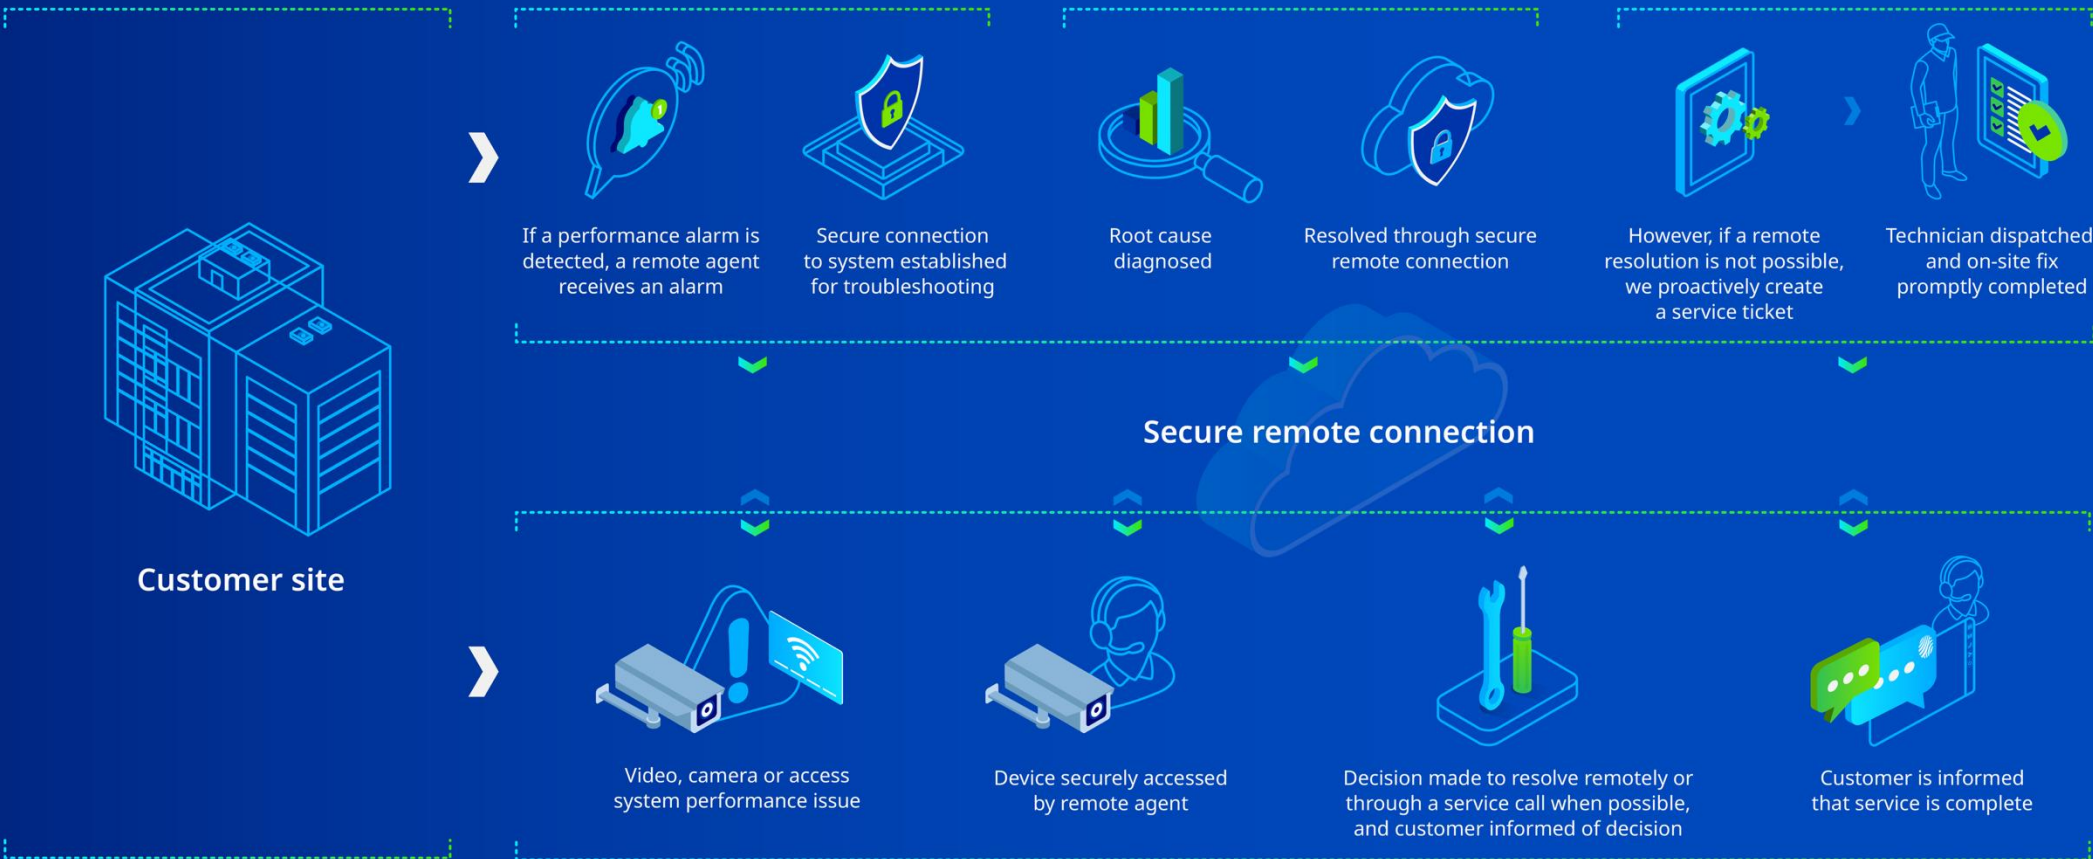 If a performance alarm is
detected, a remote agent
receives an alarm
Secure connection
to system established
for troubleshooting
Root cause
diagnosed
Resolved through secure
remote connection
However, if a remote
resolution is not possible,
we proactively create
a service ticket
Technician dispatched
and on-site fix
promptly completed
1
Secure remote connection
Customer site
Video, camera or access
system performance issue
Device securely accessed
by remote agent
Decision made to resolve remotely or
through a service call when possible,
and customer informed of decision
Customer is informed
that service is complete